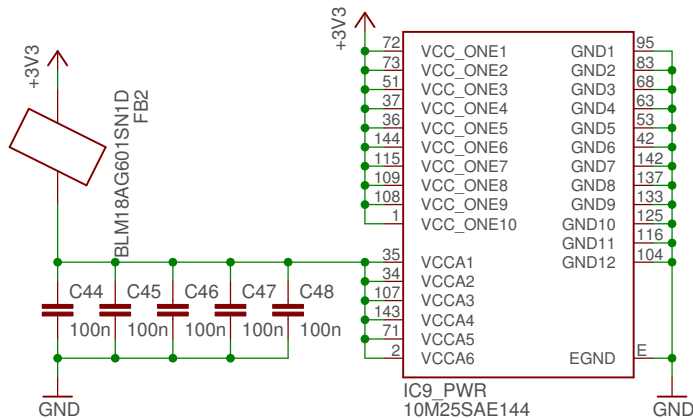 +3V3
BLM18AG601SN1D
FB2
C44
100n
C45
100n
C46
100n
C47
100n
C48
100n
GND
+3V3
72 VCC_ONE1 GND1 95
73 VCC_ONE2 GND2 83
51 VCC_ONE3 GND3 68
37 VCC_ONE4 GND4 63
36 VCC_ONE5 GND5 53
144 VCC_ONE6 GND6 42
115 VCC_ONE7 GND7 142
109 VCC_ONE8 GND8 137
108 VCC_ONE9 GND9 133
1 VCC_ONE10 GND10 125
GND11 116
35 VCCA1 GND12 104
34 VCCA2
107 VCCA3
143 VCCA4
71 VCCA5
2 VCCA6 EGND E
IC9_PWR
10M25SAE144
GND